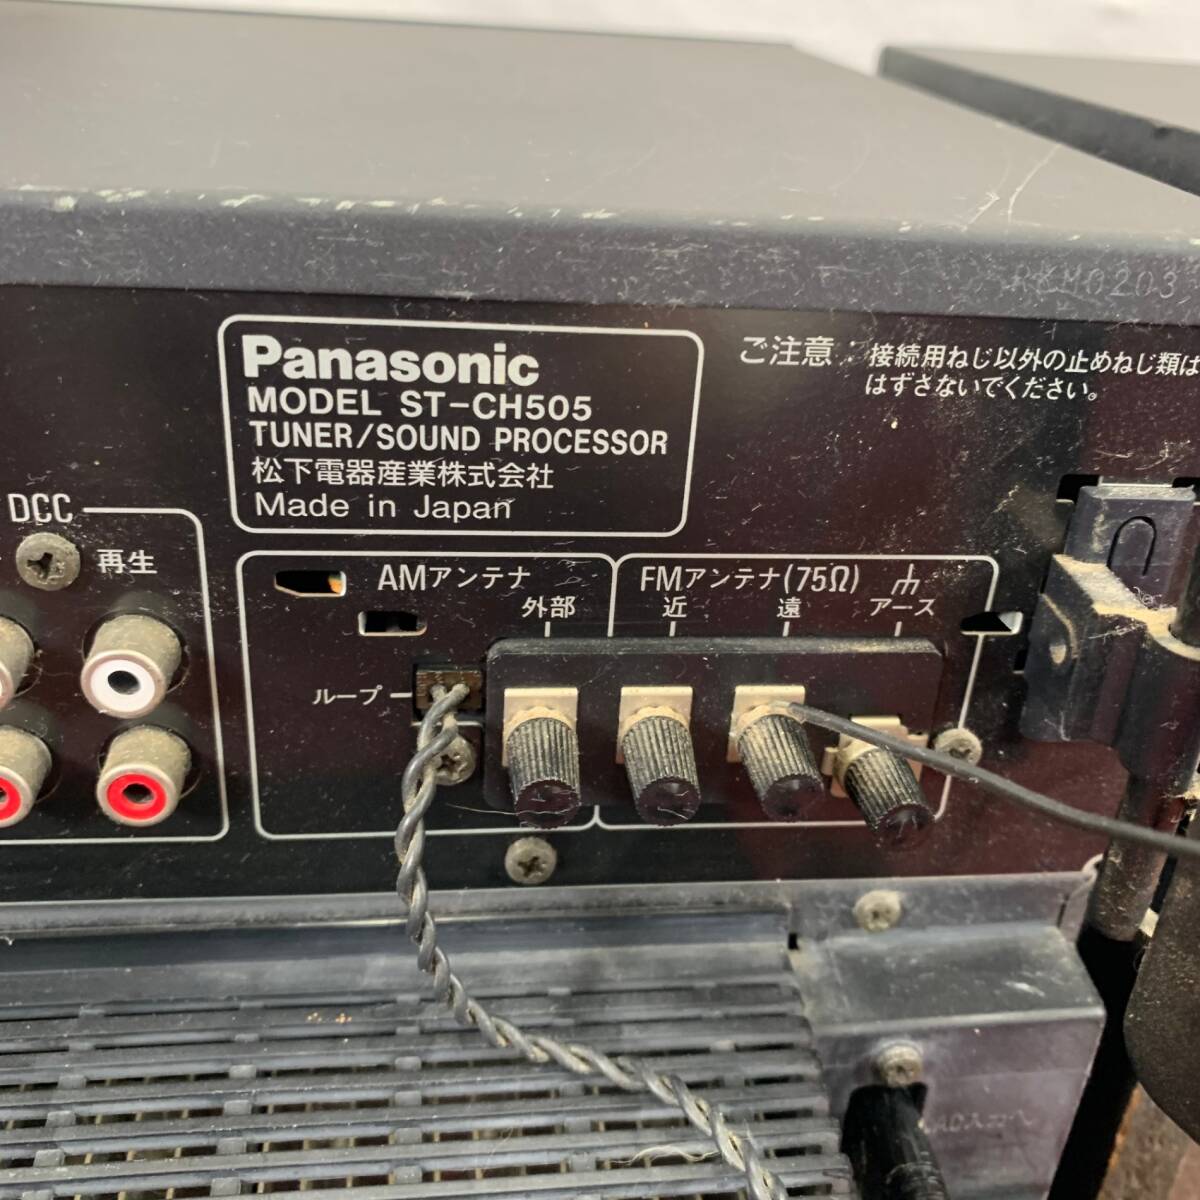 RKM0203
Panasonic
MODEL ST-CH505
TUNER/SOUND PROCESSOR
松下電器産業株式会社
Made in Japan
ご注意：接続用ねじ以外の止めねじ類は
はずさないでください。
DCC
再生
AMアンテナ
外部
ループ
FMアンテナ(75Ω)
近
遠
アース